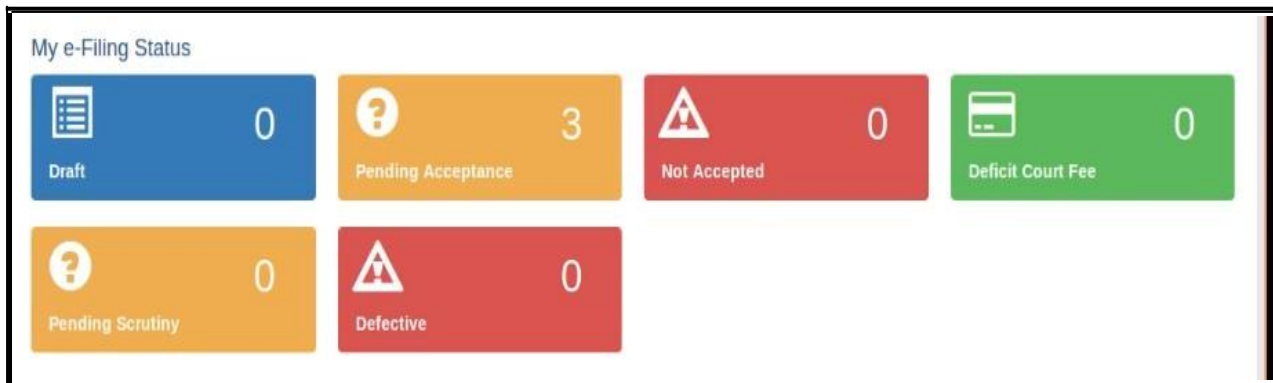 My e-Filing Status
0
Draft
3
Pending Acceptance
0
Not Accepted
0
Deficit Court Fee
0
Pending Scrutiny
0
Defective